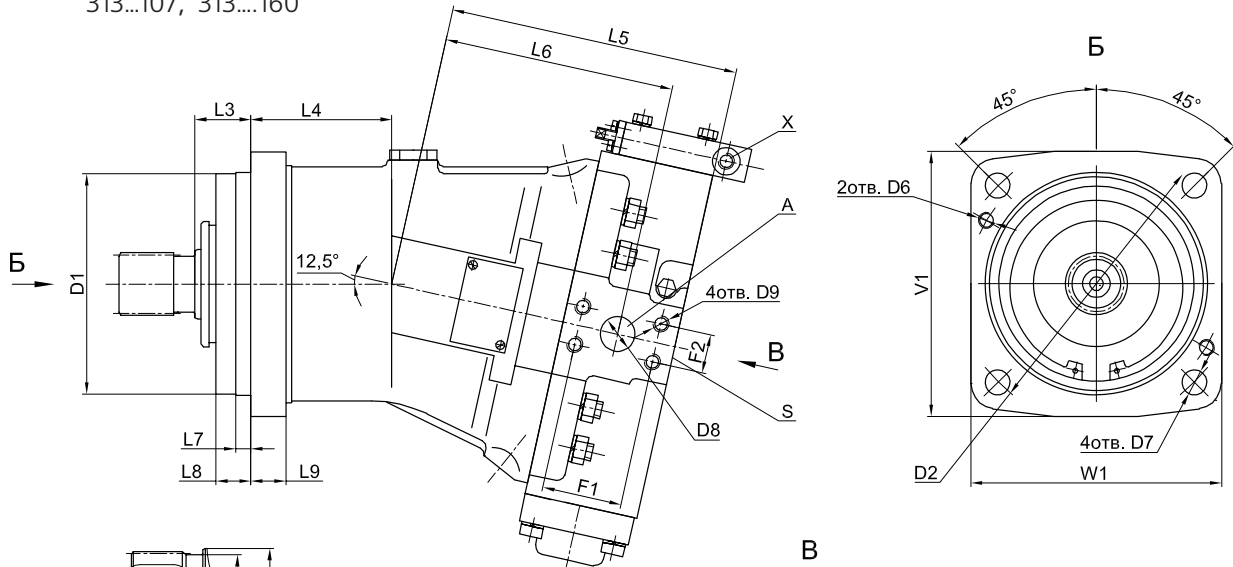 313...107, 313....160
L5
L6
Б
L3
L4
X
45°
45°
A
2отв. D6
Б
D1
12,5°
V1
4отв. D9
F2
В
S
L7
D8
L8
L9
F1
4отв. D7
D2
W1
В